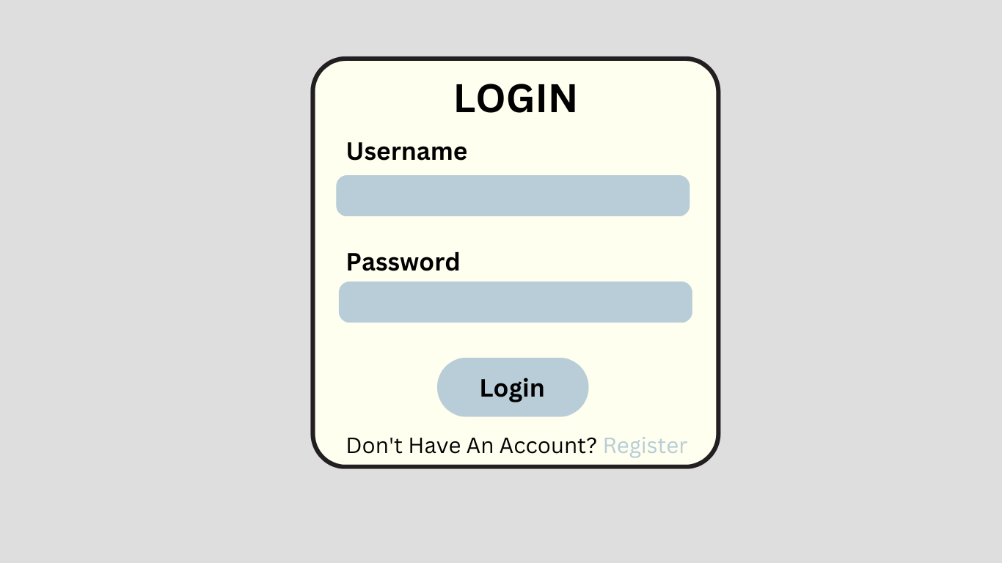 LOGIN
Username
Password
Login
Don't Have An Account? Register